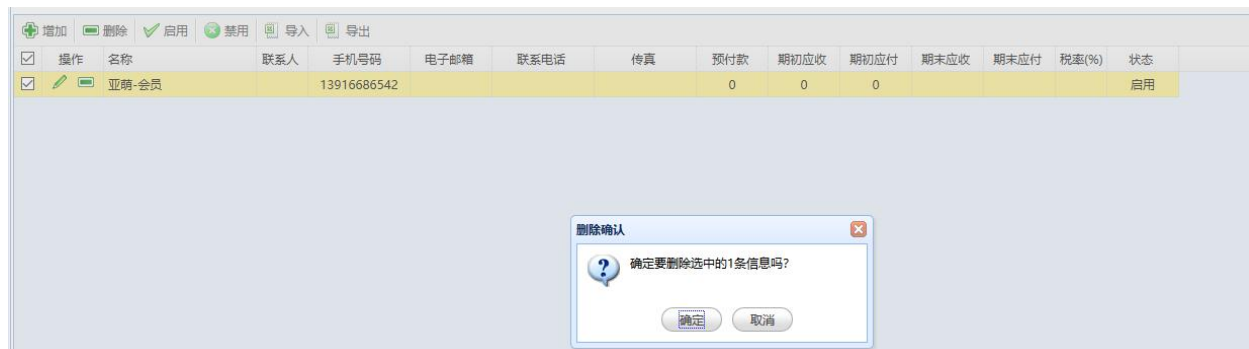 增加 删除 启用 禁用 导入 导出
操作 名称 联系人 手机号码 电子邮箱 联系电话 传真 预付款 期初应收 期初应付 期末应收 期末应付 税率(%) 状态
亚萌-会员 13916686542 0 0 0 启用
删除确认
确定要删除选中的1条信息吗?
确定 取消